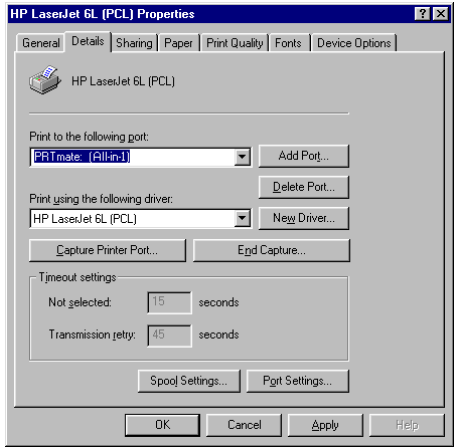 HP LaserJet 6L (PCL) Properties
General Details Sharing Paper Print Quality Fonts Device Options
HP LaserJet 6L (PCL)
Print to the following port:
PRTmate: (All-in-1) Add Port...
Delete Port...
Print using the following driver:
HP LaserJet 6L (PCL) New Driver...
Capture Printer Port... End Capture...
Timeout settings
Not selected: 15 seconds
Transmission retry: 45 seconds
Spool Settings... Port Settings...
OK Cancel Apply Help